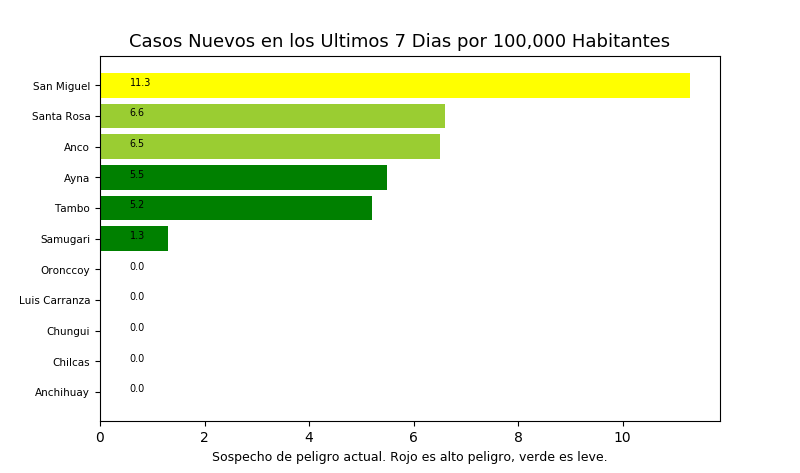 Casos Nuevos en los Ultimos 7 Dias por 100,000 Habitantes
San Miguel 11.3
Santa Rosa 6.6
Anco 6.5
Ayna 5.5
Tambo 5.2
Samugari 1.3
Oronccoy 0.0
Luis Carranza 0.0
Chungui 0.0
Chilcas 0.0
Anchihuay 0.0
0 2 4 6 8 10
Sospecho de peligro actual. Rojo es alto peligro, verde es leve.